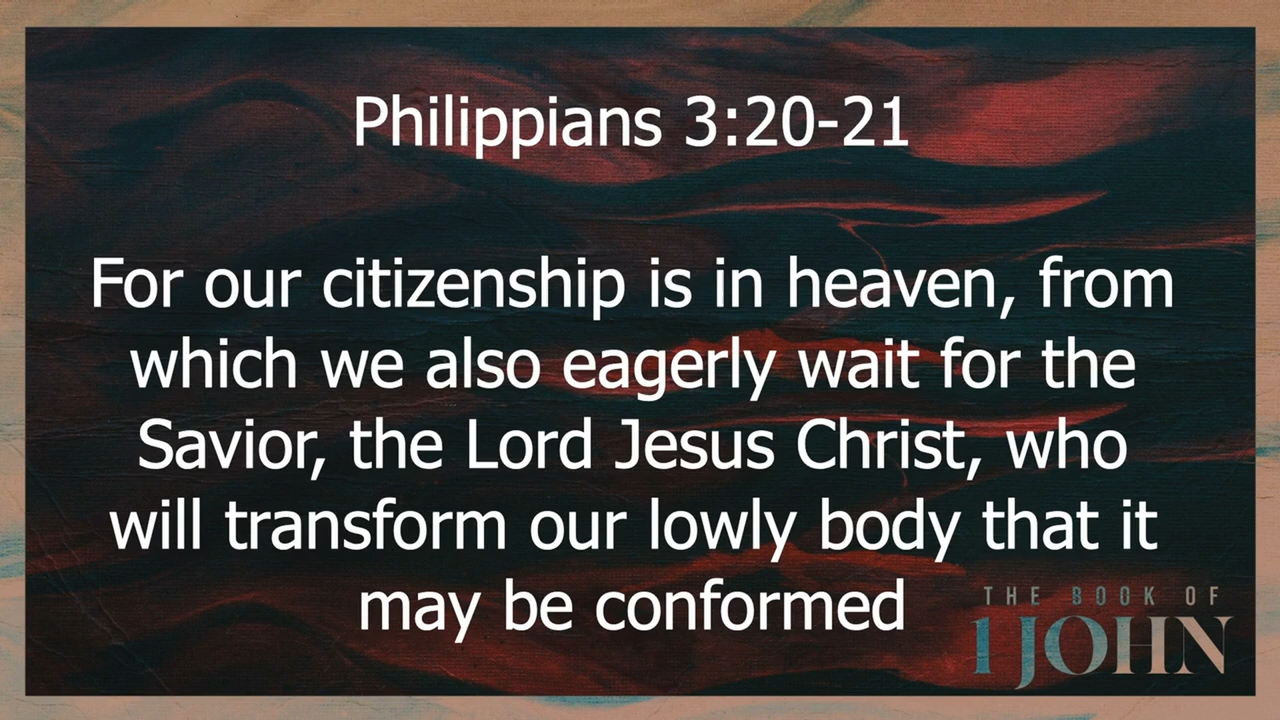 Philippians 3:20-21
For our citizenship is in heaven, from
which we also eagerly wait for the
Savior, the Lord Jesus Christ, who
will transform our lowly body that it
may be conformed
THE BOOK OF
1 JOHN